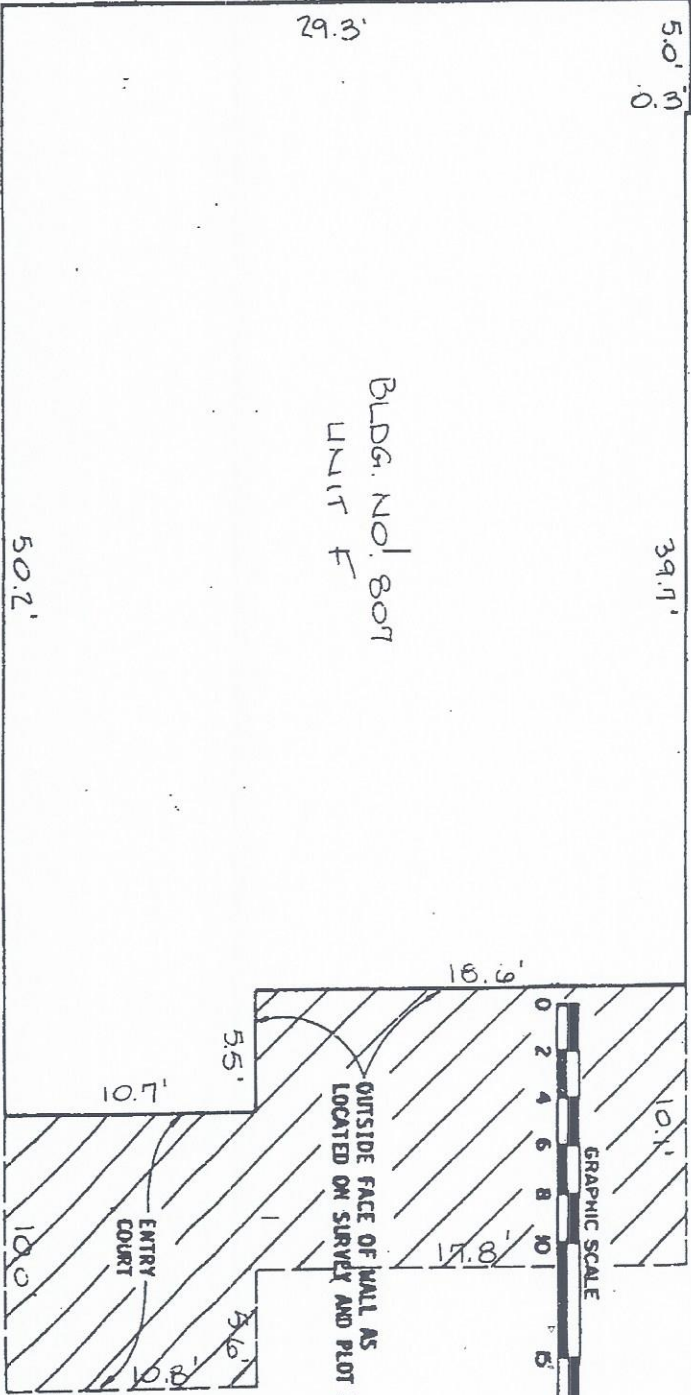 29.3'
5.0'
0.3'
BLDG. NO. 807
UNIT F
39.7'
50.2'
18.6'
5.5'
10.7'
GRAPHIC SCALE
0 2 4 6 8 10 15
10.1'
OUTSIDE FACE OF WALL AS
LOCATED ON SURVEY AND PLOT
17.8'
ENTRY
COURT
10.0
5.6'
10.8'